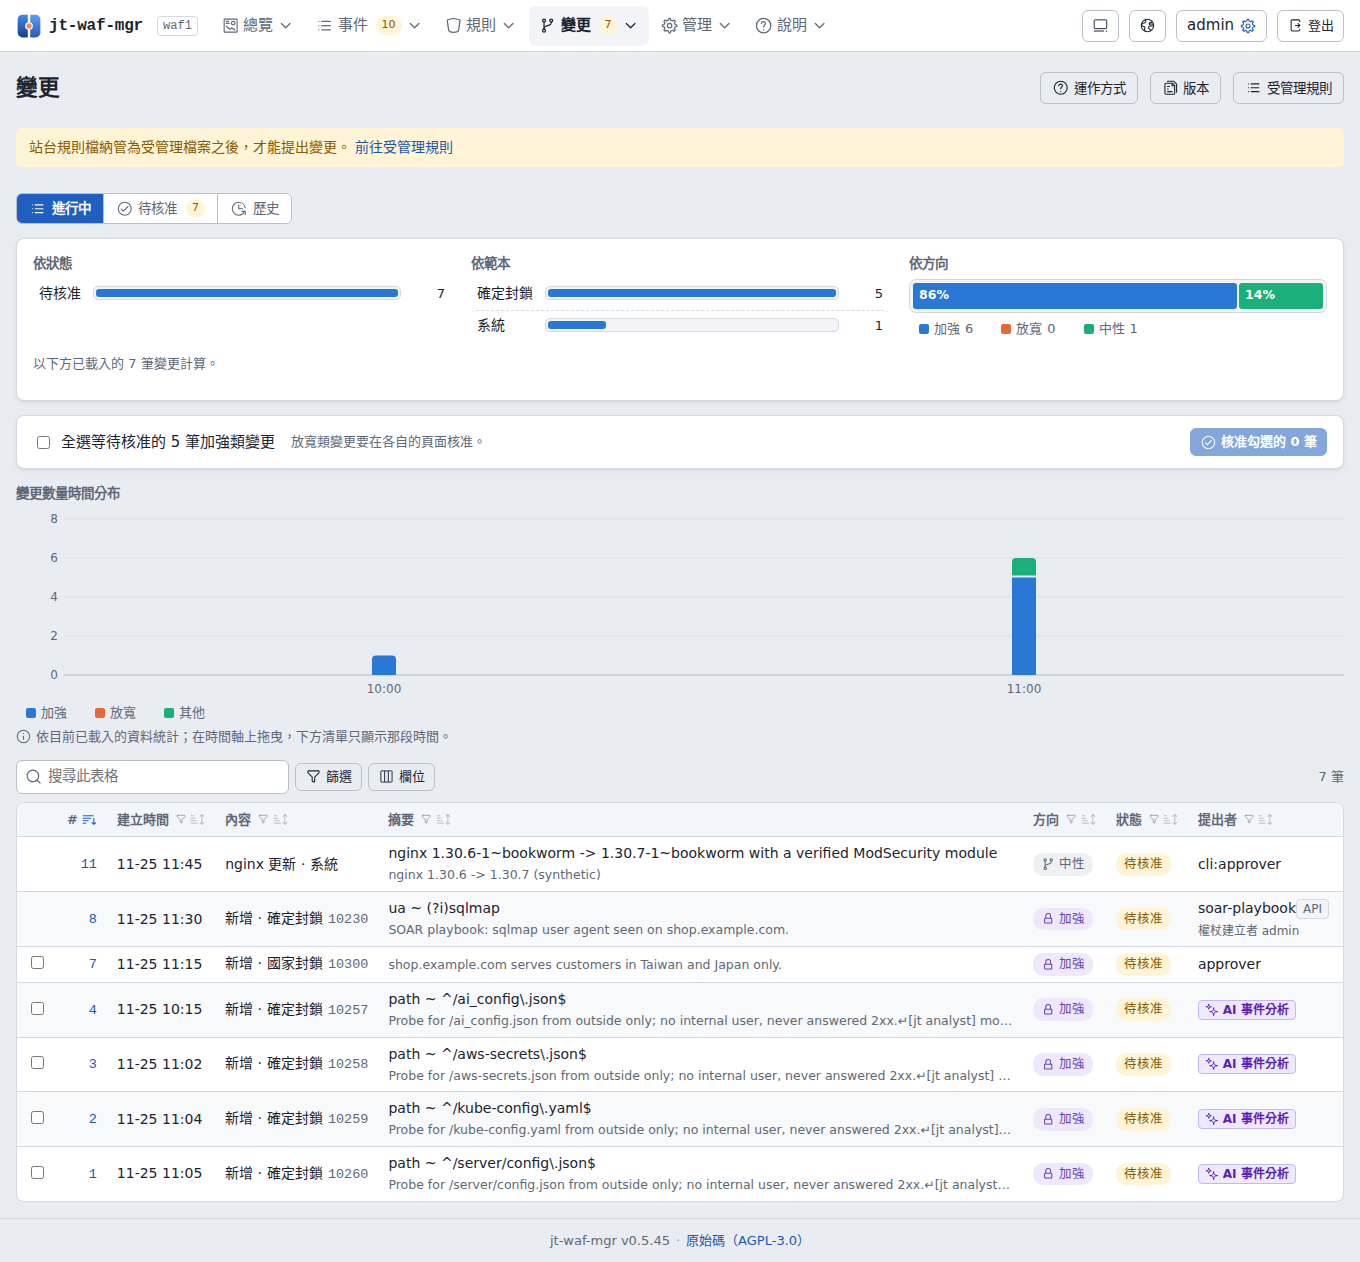 jt-waf-mgr waf1 總覽 事件 10 規則 變更 7 管理 說明 admin 登出
變更 運作方式 版本 受管理規則
站台規則檔納管為受管理檔案之後，才能提出變更。 前往受管理規則
進行中 待核准 7 歷史
依狀態 依範本 依方向
待核准 7 確定封鎖 5 86% 14%
系統 1 加強 6 放寬 0 中性 1
以下方已載入的 7 筆變更計算。
全選等待核准的 5 筆加強類變更 放寬類變更要在各自的頁面核准。 核准勾選的 0 筆
變更數量時間分布
8
6
4
2
0
10:00 11:00
加強 放寬 其他
依目前已載入的資料統計；在時間軸上拖曳，下方清單只顯示那段時間。
搜尋此表格 篩選 欄位 7 筆
# 建立時間 內容 摘要 方向 狀態 提出者
11 11-25 11:45 nginx 更新 · 系統 nginx 1.30.6-1~bookworm -> 1.30.7-1~bookworm with a verified ModSecurity module 中性 待核准 cli:approver
nginx 1.30.6 -> 1.30.7 (synthetic)
8 11-25 11:30 新增 · 確定封鎖 10230 ua ~ (?i)sqlmap 加強 待核准 soar-playbook API
SOAR playbook: sqlmap user agent seen on shop.example.com. 權杖建立者 admin
7 11-25 11:15 新增 · 國家封鎖 10300 shop.example.com serves customers in Taiwan and Japan only. 加強 待核准 approver
4 11-25 10:15 新增 · 確定封鎖 10257 path ~ ^/ai_config\.json$ 加強 待核准 AI 事件分析
Probe for /ai_config.json from outside only; no internal user, never answered 2xx.↵[jt analyst] mo…
3 11-25 11:02 新增 · 確定封鎖 10258 path ~ ^/aws-secrets\.json$ 加強 待核准 AI 事件分析
Probe for /aws-secrets.json from outside only; no internal user, never answered 2xx.↵[jt analyst] …
2 11-25 11:04 新增 · 確定封鎖 10259 path ~ ^/kube-config\.yaml$ 加強 待核准 AI 事件分析
Probe for /kube-config.yaml from outside only; no internal user, never answered 2xx.↵[jt analyst]…
1 11-25 11:05 新增 · 確定封鎖 10260 path ~ ^/server/config\.json$ 加強 待核准 AI 事件分析
Probe for /server/config.json from outside only; no internal user, never answered 2xx.↵[jt analyst…
jt-waf-mgr v0.5.45 · 原始碼（AGPL-3.0）